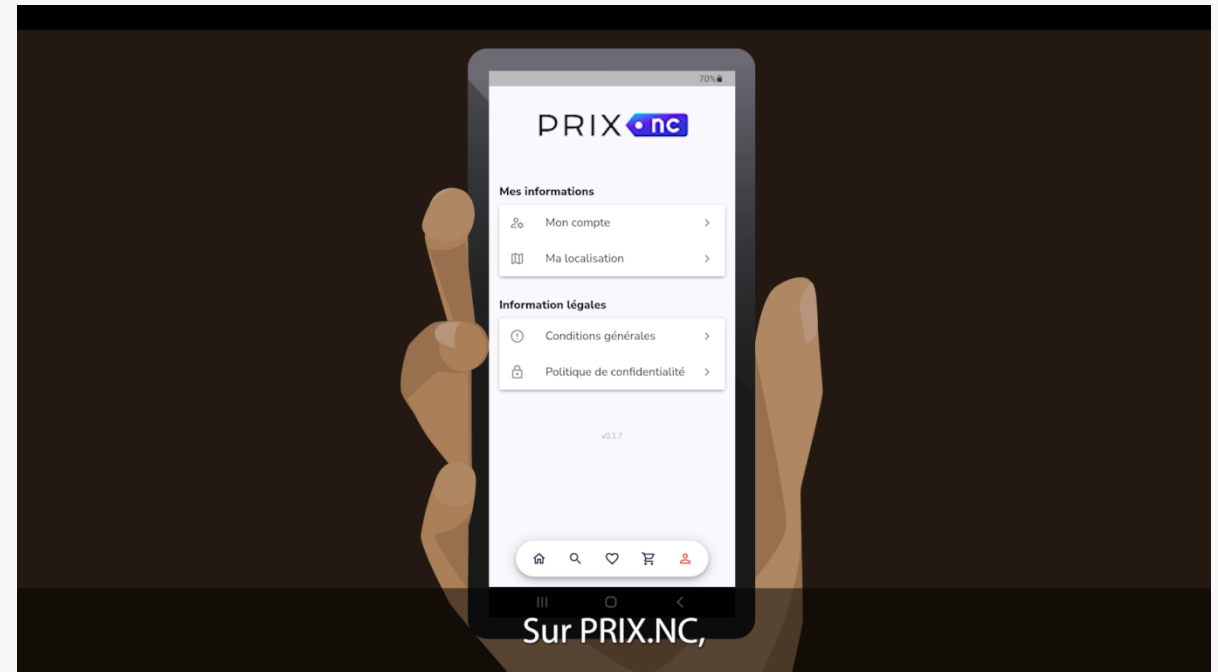 70%
PRIX nc
Mes informations
Mon compte
Ma localisation
Information légales
Conditions générales
Politique de confidentialité
v0.1.7
Sur PRIX.NC,